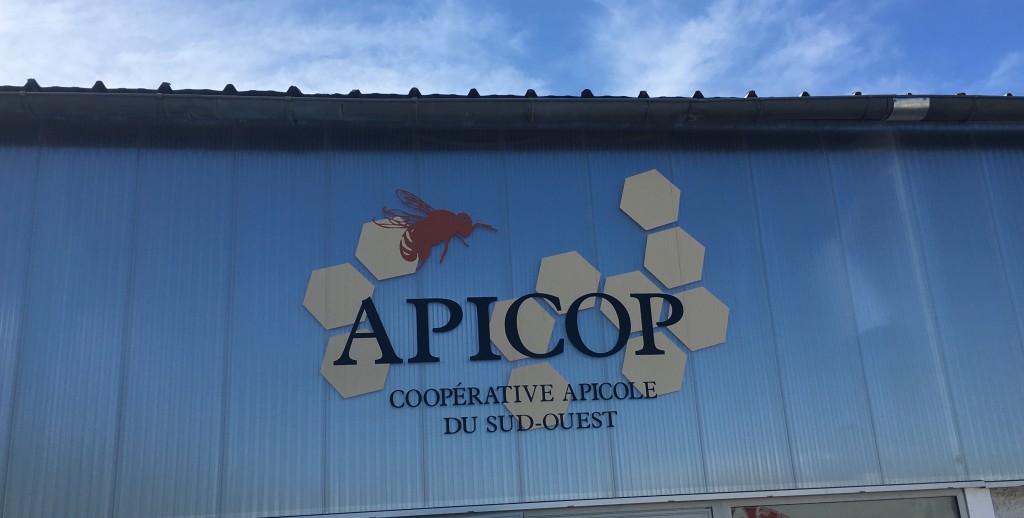 APICOP
COOPÉRATIVE APICOLE
DU SUD-OUEST